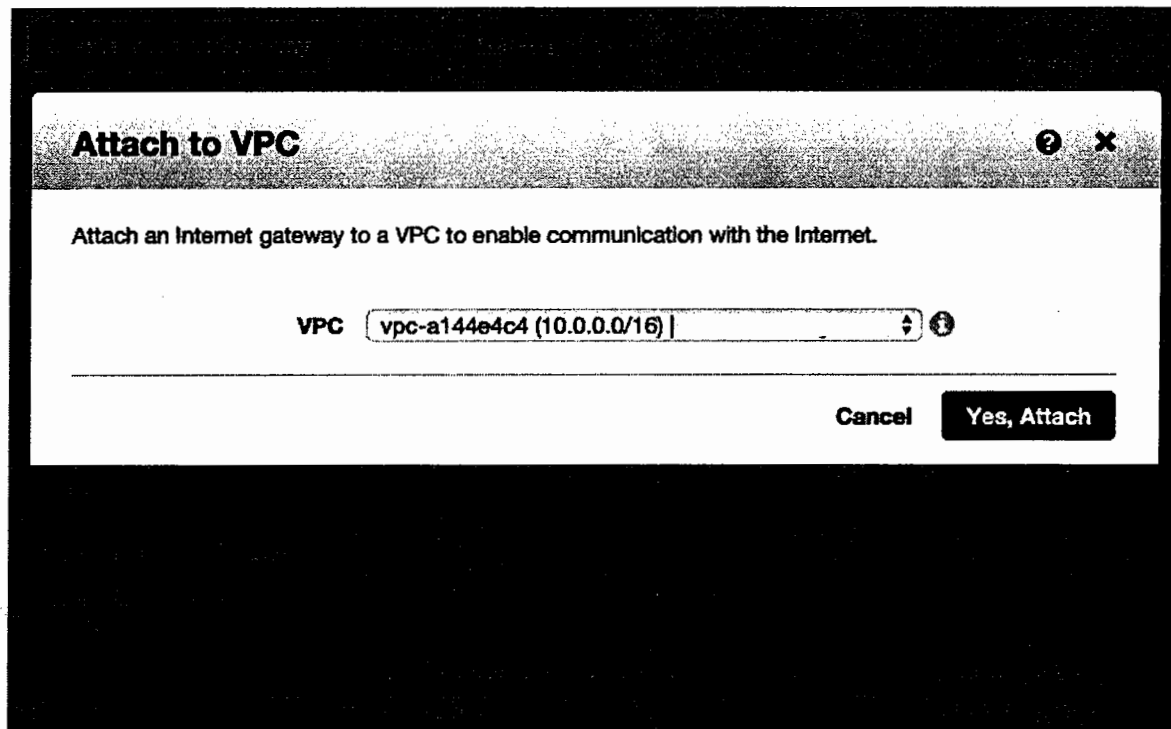 Attach to VPC
Attach an Internet gateway to a VPC to enable communication with the Internet.
VPC vpc-a144e4c4 (10.0.0.0/16) |
Cancel Yes, Attach